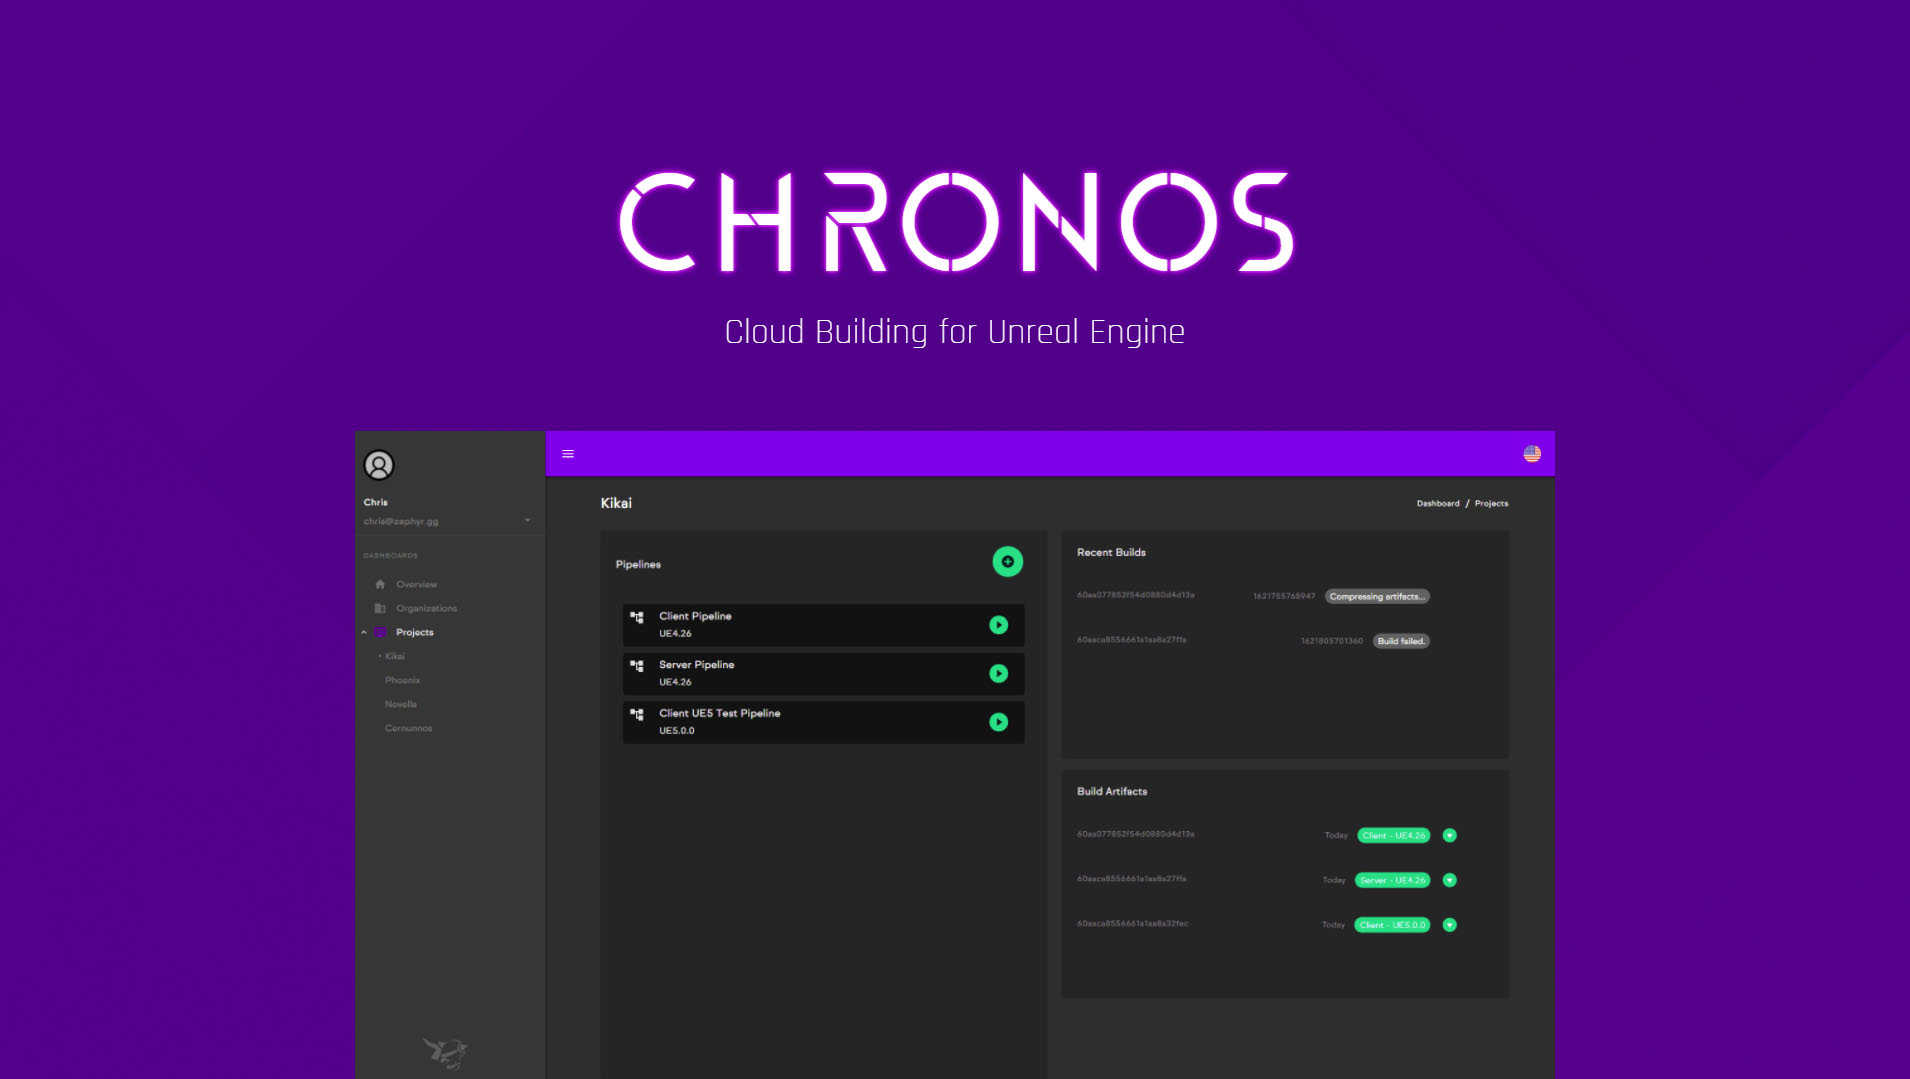 CHRONOS
Cloud Building for Unreal Engine
Chris
chris@zephyr.gg
DASHBOARDS
Overview
Organizations
Projects
Kikai
Phoenix
Novella
Cernunnos
Kikai
Dashboard / Projects
Pipelines
Client Pipeline
UE4.26
Server Pipeline
UE4.26
Client UE5 Test Pipeline
UE5.0.0
Recent Builds
60aa077852f54d0880d4d13a 1621755768947 Compressing artifacts...
60aaca8556661a1aa8a27ffa 1621805701360 Build failed.
Build Artifacts
60aa077852f54d0880d4d13a Today Client - UE4.26
60aaca8556661a1aa8a27ffa Today Server - UE4.26
60aaca8556661a1aa8a32fec Today Client - UE5.0.0